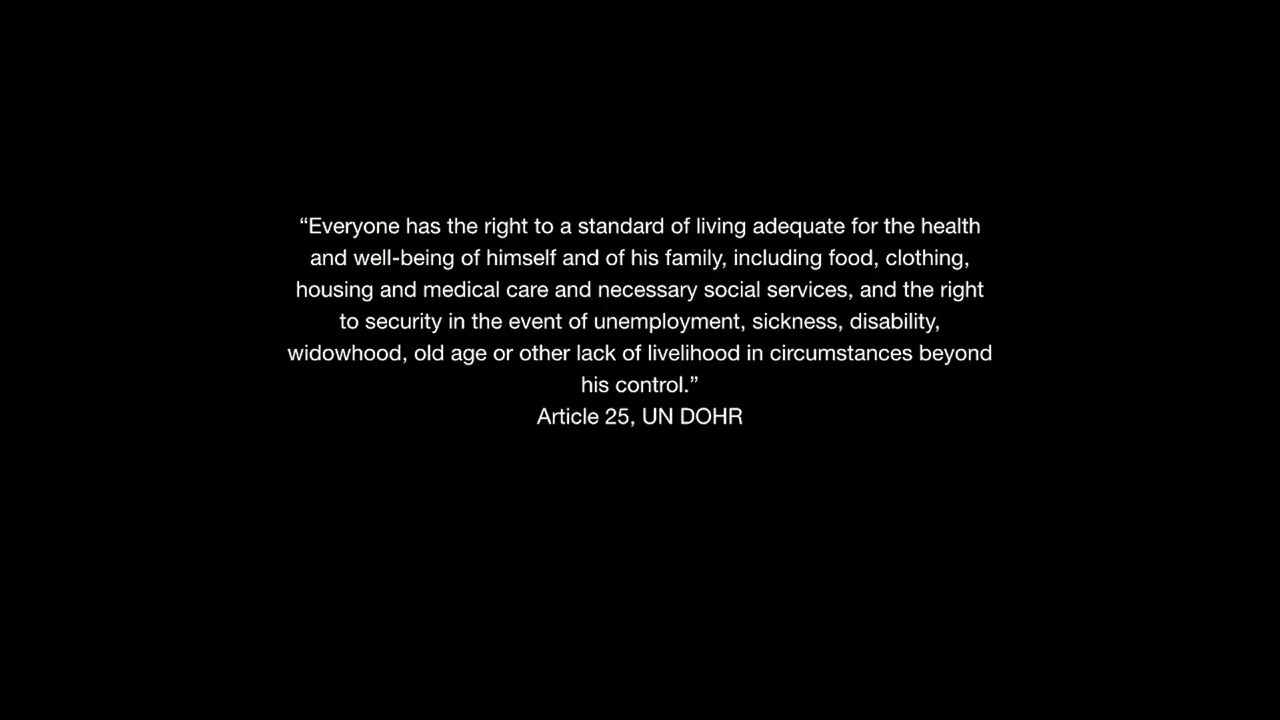 “Everyone has the right to a standard of living adequate for the health
and well-being of himself and of his family, including food, clothing,
housing and medical care and necessary social services, and the right
to security in the event of unemployment, sickness, disability,
widowhood, old age or other lack of livelihood in circumstances beyond
his control.”
Article 25, UN DOHR